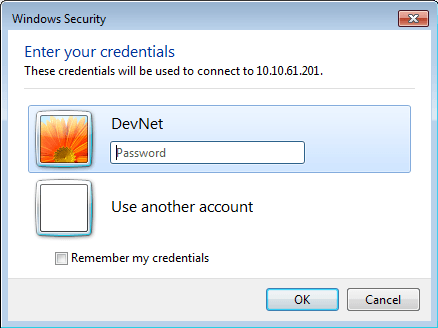 Windows Security
Enter your credentials
These credentials will be used to connect to 10.10.61.201.
DevNet
Password
Use another account
Remember my credentials
OK
Cancel